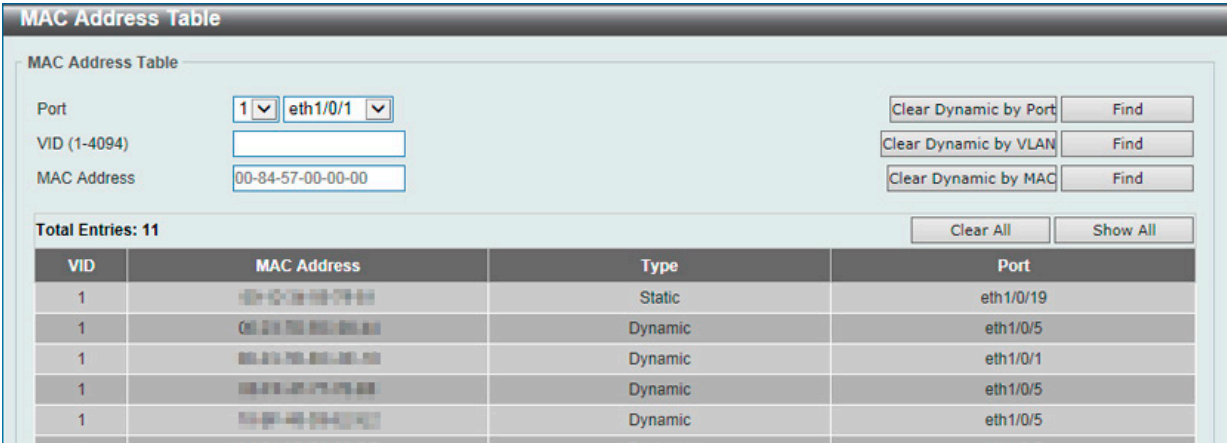 MAC Address Table
MAC Address Table
Port 1 eth1/0/1 Clear Dynamic by Port Find
VID (1-4094) Clear Dynamic by VLAN Find
MAC Address 00-84-57-00-00-00 Clear Dynamic by MAC Find
Total Entries: 11 Clear All Show All
VID MAC Address Type Port
1 Static eth1/0/19
1 Dynamic eth1/0/5
1 Dynamic eth1/0/1
1 Dynamic eth1/0/5
1 Dynamic eth1/0/5